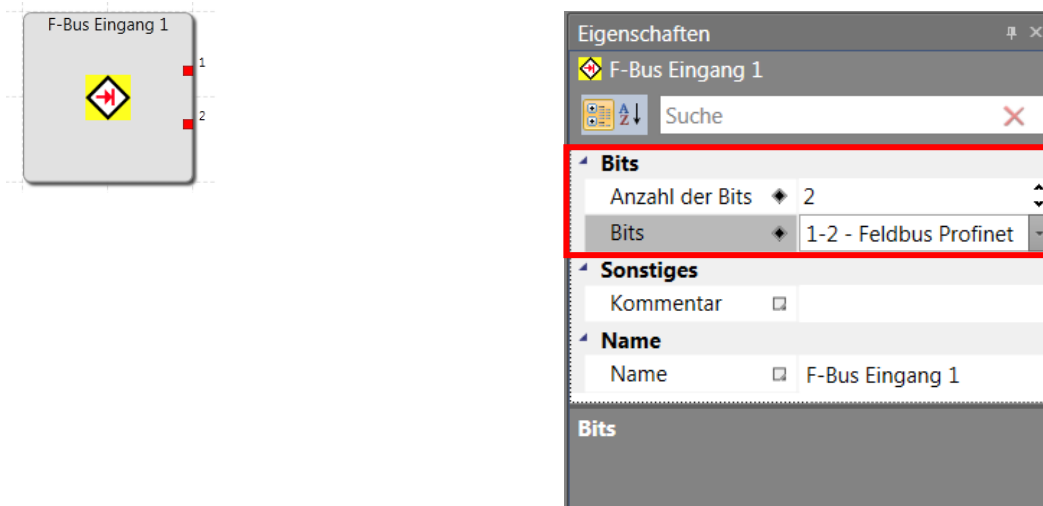 F-Bus Eingang 1
1
2
Eigenschaften
F-Bus Eingang 1
A Z Suche
Bits
Anzahl der Bits 2
Bits 1-2 - Feldbus Profinet
Sonstiges
Kommentar
Name
Name F-Bus Eingang 1
Bits